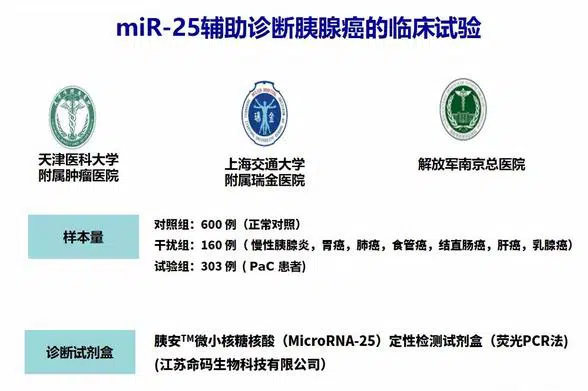 miR-25辅助诊断胰腺癌的临床试验
瑞金
天津医科大学
附属肿瘤医院
上海交通大学
附属瑞金医院
解放军南京总医院
样本量
对照组：600 例（正常对照）
干扰组：160 例（ 慢性胰腺炎，胃癌，肺癌，食管癌，结直肠癌，肝癌，乳腺癌）
试验组：303 例（ PaC 患者)
诊断试剂盒
胰安TM微小核糖核酸（MicroRNA-25）定性检测试剂盒（荧光PCR法)
(江苏命码生物科技有限公司）